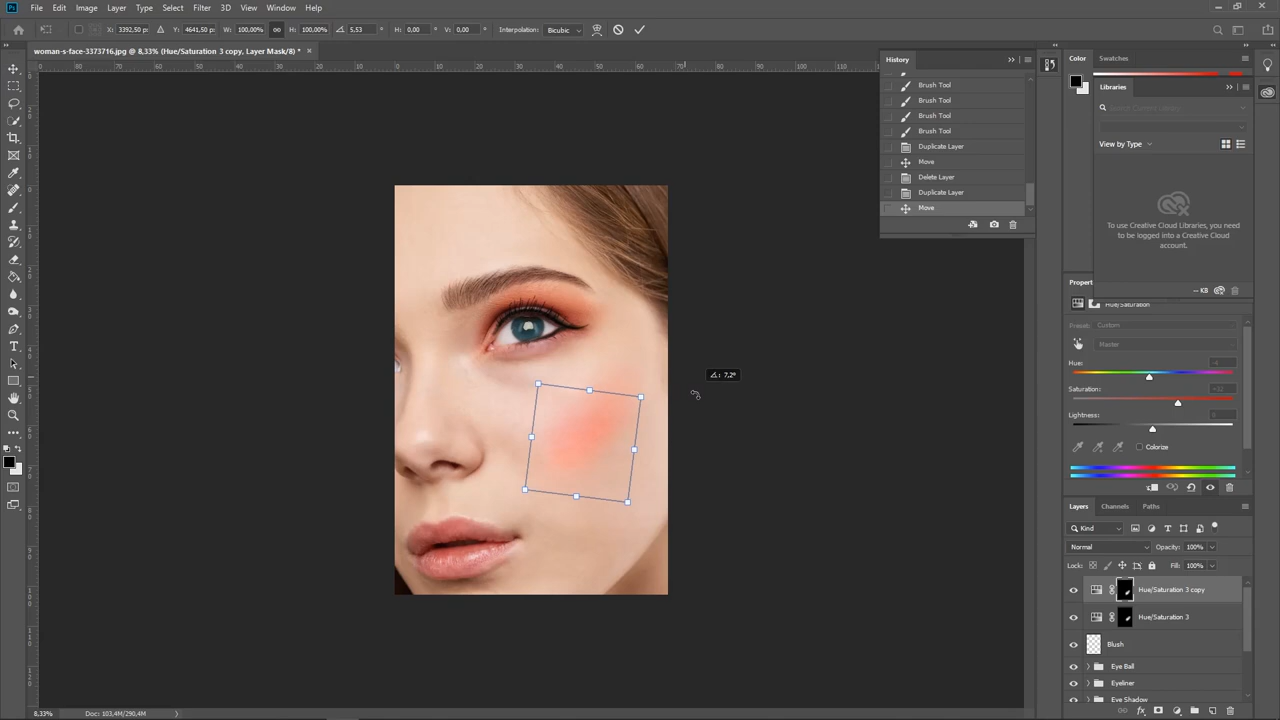 Ps File Edit Image Layer Type Select Filter 3D View Window Help
X: 3392,50 px Y: 4641,50 px W: 100,00% H: 100,00% 5,53 ° H: 0,00 ° V: 0,00 ° Interpolation: Bicubic
woman-s-face-3373716.jpg @ 8,33% (Hue/Saturation 3 copy, Layer Mask/8) * ×
History
Brush Tool
Brush Tool
Brush Tool
Brush Tool
Duplicate Layer
Move
Delete Layer
Duplicate Layer
Move
Color Swatches
Libraries
Search Current Library
View by Type
To use Creative Cloud Libraries, you need to be logged into a Creative Cloud account.
-- KB
Properties
Hue/Saturation
Preset: Custom
Master
Hue:
Saturation:
Lightness:
Colorize
Layers Channels Paths
Kind
Normal Opacity: 100%
Lock: Fill: 100%
Hue/Saturation 3 copy
Hue/Saturation 3
Blush
Eye Ball
Eyeliner
Eye Shadow
7,2°
8,33% Doc: 103,4M/290,4M